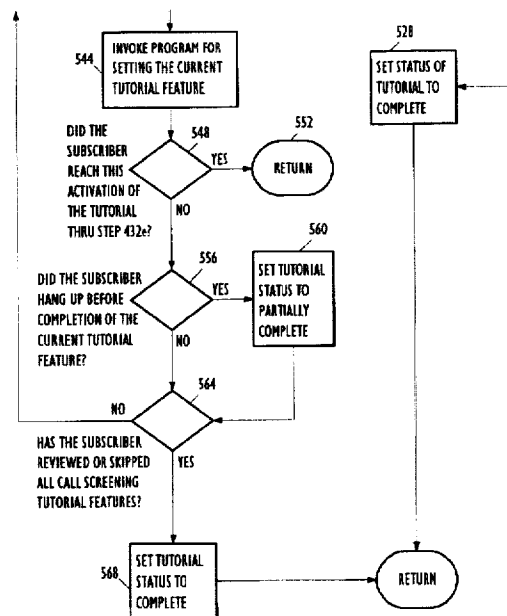 544
INVOKE PROGRAM FOR
SETTING THE CURRENT
TUTORIAL FEATURE
528
SET STATUS OF
TUTORIAL TO
COMPLETE
DID THE
SUBSCRIBER
REACH THIS
ACTIVATION OF
THE TUTORIAL
THRU STEP 432e?
548
YES
NO
552
RETURN
DID THE SUBSCRIBER
HANG UP BEFORE
COMPLETION OF THE
CURRENT TUTORIAL
FEATURE?
556
YES
NO
560
SET TUTORIAL
STATUS TO
PARTIALLY
COMPLETE
564
NO
YES
HAS THE SUBSCRIBER
REVIEWED OR SKIPPED
ALL CALL SCREENING
TUTORIAL FEATURES?
568
SET TUTORIAL
STATUS TO
COMPLETE
RETURN